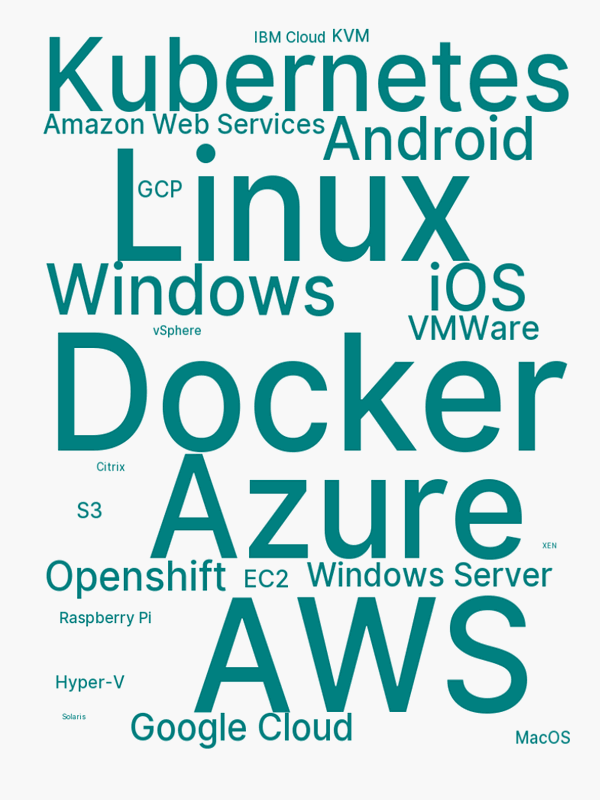 IBM Cloud KVM
Kubernetes
Amazon Web Services
Android
Linux
GCP
Windows
iOS
vSphere
VMWare
Docker
Citrix
Azure
S3
XEN
Openshift
EC2
Windows Server
Raspberry Pi
AWS
Hyper-V
Solaris
Google Cloud
MacOS